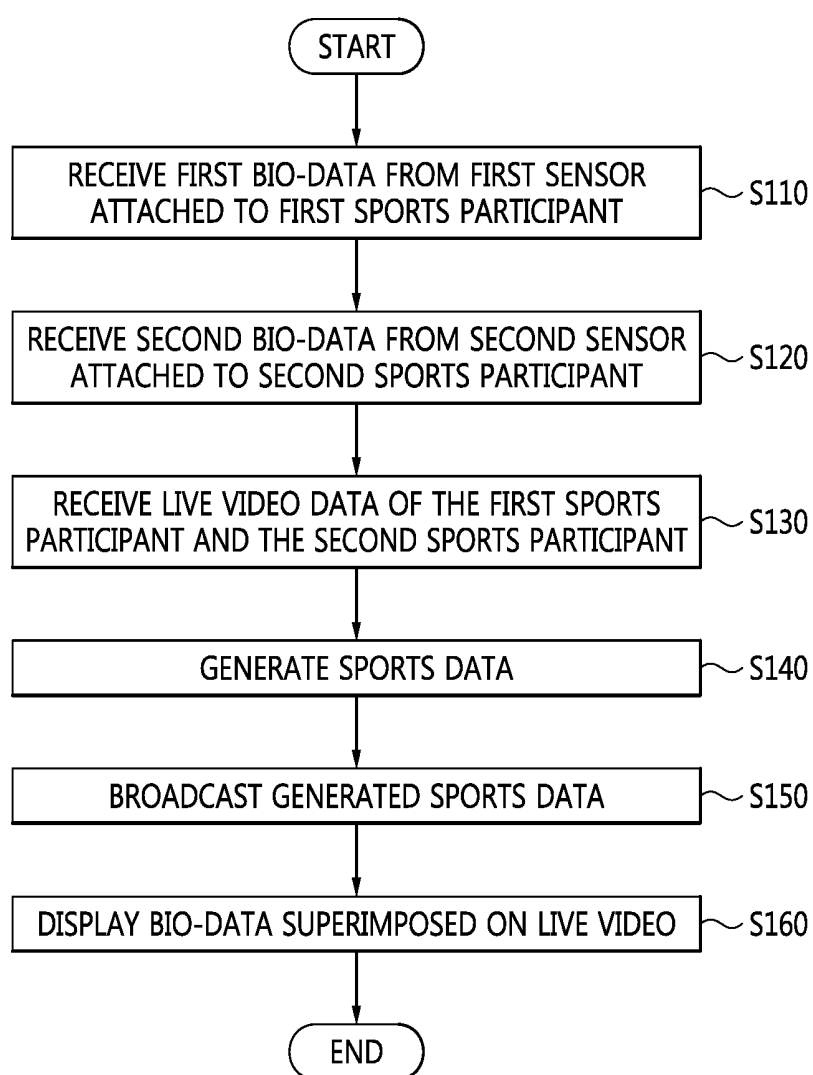 START
RECEIVE FIRST BIO-DATA FROM FIRST SENSOR
ATTACHED TO FIRST SPORTS PARTICIPANT
S110
RECEIVE SECOND BIO-DATA FROM SECOND SENSOR
ATTACHED TO SECOND SPORTS PARTICIPANT
S120
RECEIVE LIVE VIDEO DATA OF THE FIRST SPORTS
PARTICIPANT AND THE SECOND SPORTS PARTICIPANT
S130
GENERATE SPORTS DATA
S140
BROADCAST GENERATED SPORTS DATA
S150
DISPLAY BIO-DATA SUPERIMPOSED ON LIVE VIDEO
S160
END